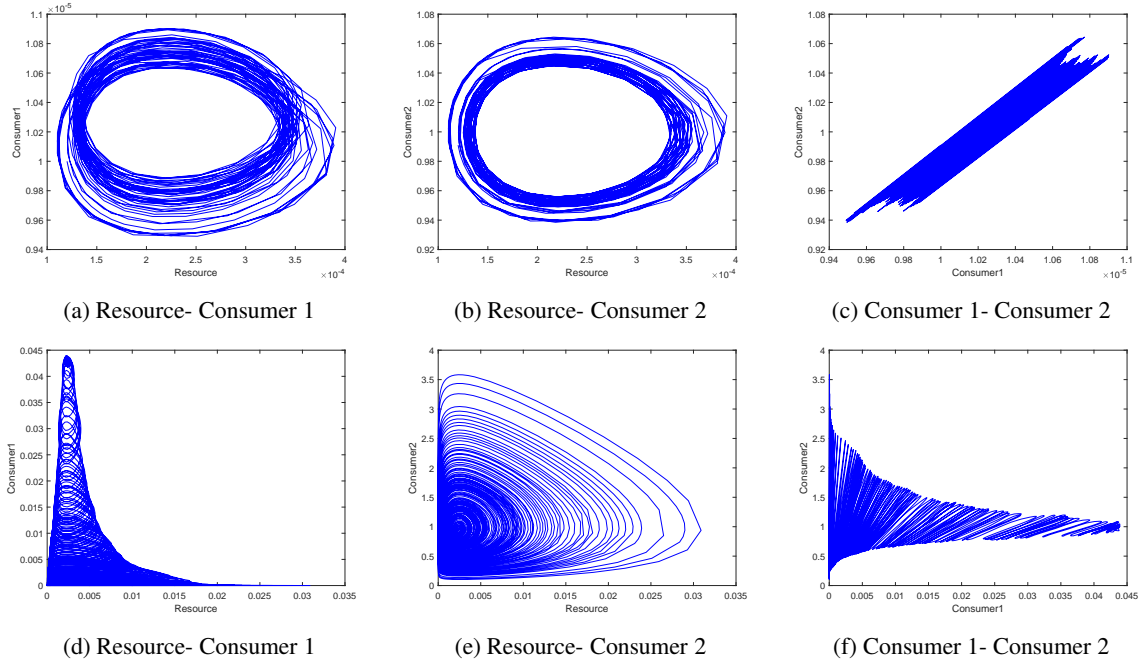 ×10^-5
1.1
1.08
1.06
1.04
1.02
1
0.98
0.96
0.94
Consumer1
1 1.5 2 2.5 3 3.5 4
Resource
×10^-4
(a) Resource- Consumer 1
1.08
1.06
1.04
1.02
1
0.98
0.96
0.94
0.92
Consumer2
1 1.5 2 2.5 3 3.5 4
Resource
×10^-4
(b) Resource- Consumer 2
1.08
1.06
1.04
1.02
1
0.98
0.96
0.94
0.92
Consumer2
0.94 0.96 0.98 1 1.02 1.04 1.06 1.08 1.1
Consumer1
×10^-5
(c) Consumer 1- Consumer 2
0.045
0.04
0.035
0.03
0.025
0.02
0.015
0.01
0.005
0
Consumer1
0 0.005 0.01 0.015 0.02 0.025 0.03 0.035
Resource
(d) Resource- Consumer 1
4
3.5
3
2.5
2
1.5
1
0.5
0
Consumer2
0 0.005 0.01 0.015 0.02 0.025 0.03 0.035
Resource
(e) Resource- Consumer 2
4
3.5
3
2.5
2
1.5
1
0.5
0
Consumer2
0 0.005 0.01 0.015 0.02 0.025 0.03 0.035 0.04 0.045
Consumer1
(f) Consumer 1- Consumer 2